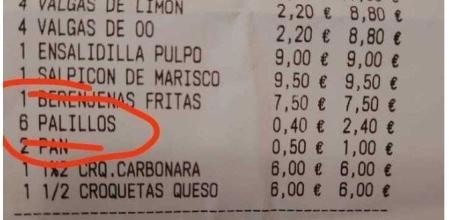 4 VALGAS DE LIMON 2,20 € 8,80 €
4 VALGAS DE OO 2,20 € 8,80 €
1 ENSALIDILLA PULPO 9,00 € 9,00 €
1 SALPICON DE MARISCO 9,50 € 9,50 €
1 BERENJENAS FRITAS 7,50 € 7,50 €
6 PALILLOS 0,40 € 2,40 €
2 PAN 0,50 € 1,00 €
1 1X2 CRQ.CARBONARA 6,00 € 6,00 €
1 1/2 CROQUETAS QUESO 6,00 € 6,00 €